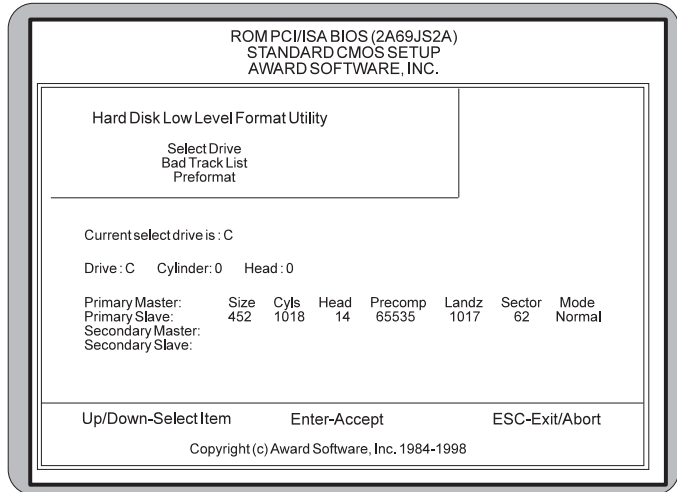 ROM PCI/ISA BIOS (2A69JS2A)
STANDARD CMOS SETUP
AWARD SOFTWARE, INC.
Hard Disk Low Level Format Utility
Select Drive
Bad Track List
Preformat
Current select drive is : C
Drive : C Cylinder: 0 Head : 0
Primary Master: Size Cyls Head Precomp Landz Sector Mode
Primary Slave: 452 1018 14 65535 1017 62 Normal
Secondary Master:
Secondary Slave:
Up/Down-Select Item Enter-Accept ESC-Exit/Abort
Copyright (c) Award Software, Inc. 1984-1998